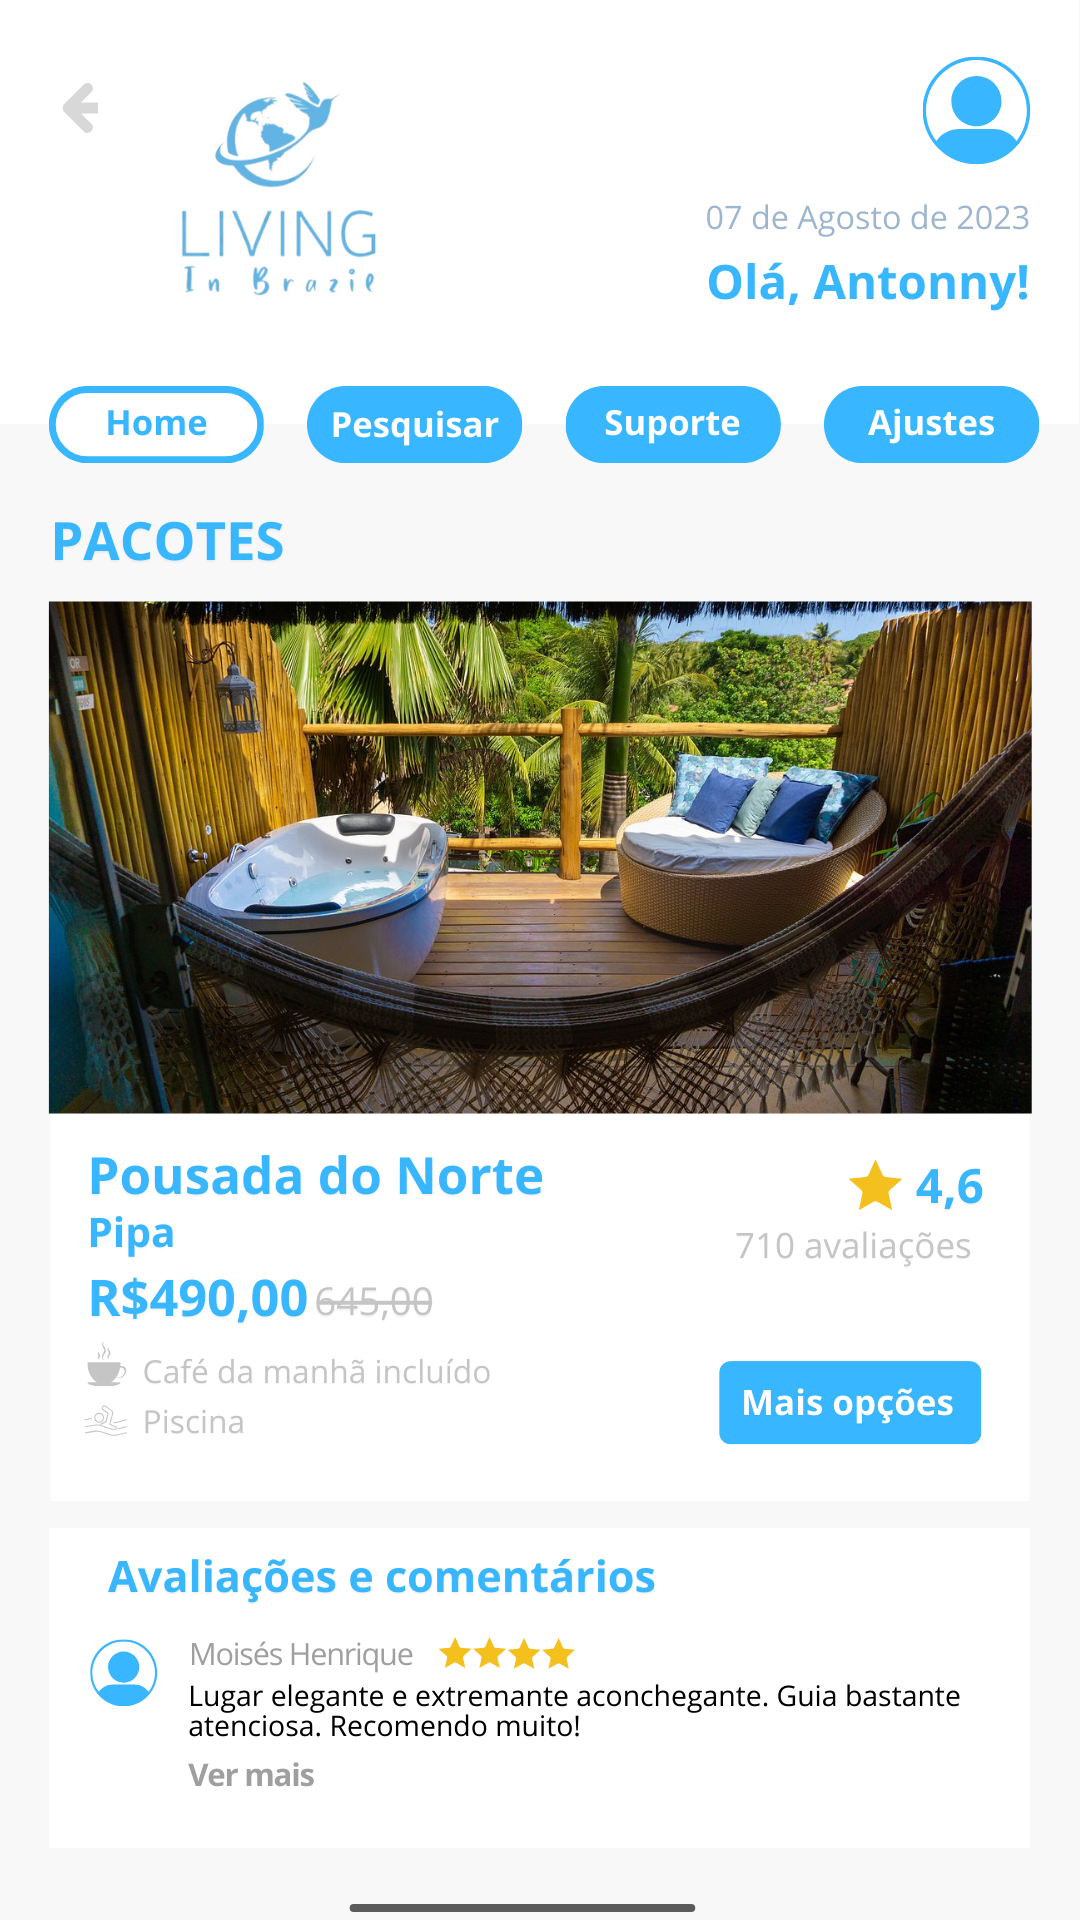 LIVING
In Brazil
07 de Agosto de 2023
Olá, Antonny!
Home
Pesquisar
Suporte
Ajustes
PACOTES
Pousada do Norte
4,6
Pipa
710 avaliações
R$490,00 645,00
Café da manhã incluído
Piscina
Mais opções
Avaliações e comentários
Moisés Henrique
Lugar elegante e extremante aconchegante. Guia bastante
atenciosa. Recomendo muito!
Ver mais